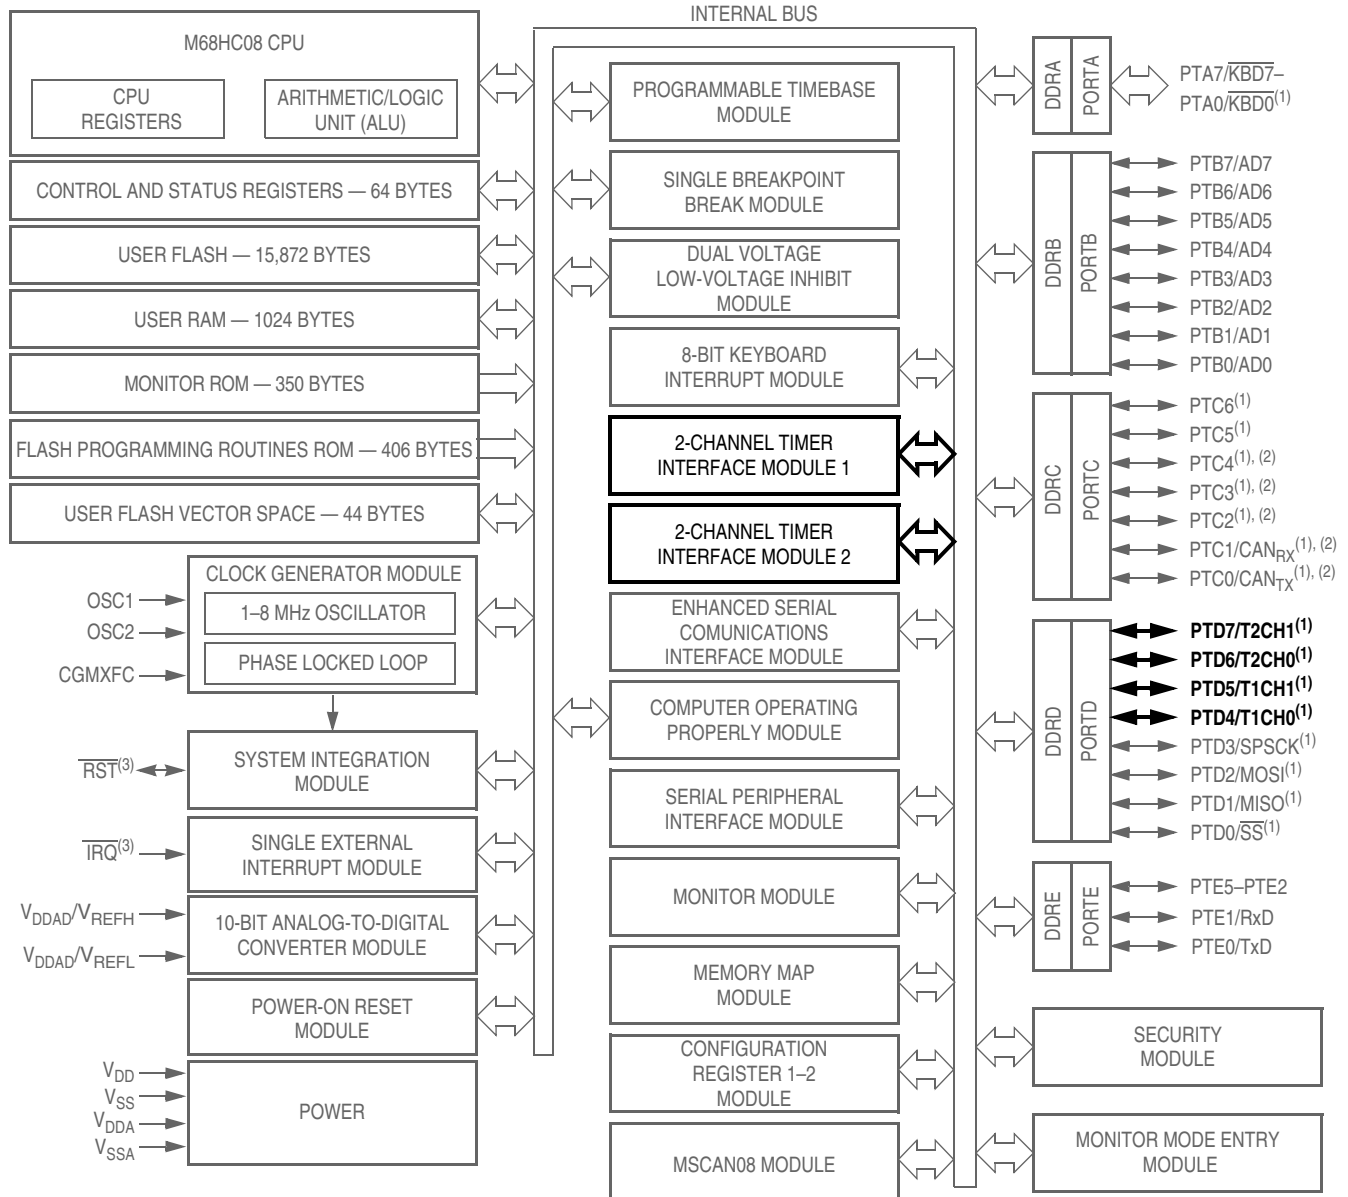 INTERNAL BUS
M68HC08 CPU
CPU
REGISTERS
ARITHMETIC/LOGIC
UNIT (ALU)
CONTROL AND STATUS REGISTERS — 64 BYTES
USER FLASH — 15,872 BYTES
USER RAM — 1024 BYTES
MONITOR ROM — 350 BYTES
FLASH PROGRAMMING ROUTINES ROM — 406 BYTES
USER FLASH VECTOR SPACE — 44 BYTES
CLOCK GENERATOR MODULE
1–8 MHz OSCILLATOR
PHASE LOCKED LOOP
OSC1
OSC2
CGMXFC
SYSTEM INTEGRATION
MODULE
RST(3)
SINGLE EXTERNAL
INTERRUPT MODULE
IRQ(3)
10-BIT ANALOG-TO-DIGITAL
CONVERTER MODULE
VDDAD/VREFH
VDDAD/VREFL
POWER-ON RESET
MODULE
POWER
VDD
VSS
VDDA
VSSA
PROGRAMMABLE TIMEBASE
MODULE
SINGLE BREAKPOINT
BREAK MODULE
DUAL VOLTAGE
LOW-VOLTAGE INHIBIT
MODULE
8-BIT KEYBOARD
INTERRUPT MODULE
2-CHANNEL TIMER
INTERFACE MODULE 1
2-CHANNEL TIMER
INTERFACE MODULE 2
ENHANCED SERIAL
COMUNICATIONS
INTERFACE MODULE
COMPUTER OPERATING
PROPERLY MODULE
SERIAL PERIPHERAL
INTERFACE MODULE
MONITOR MODULE
MEMORY MAP
MODULE
CONFIGURATION
REGISTER 1–2
MODULE
MSCAN08 MODULE
DDRA
PORTA
PTA7/KBD7–
PTA0/KBD0(1)
DDRB
PORTB
PTB7/AD7
PTB6/AD6
PTB5/AD5
PTB4/AD4
PTB3/AD3
PTB2/AD2
PTB1/AD1
PTB0/AD0
DDRC
PORTC
PTC6(1)
PTC5(1)
PTC4(1), (2)
PTC3(1), (2)
PTC2(1), (2)
PTC1/CANRX(1), (2)
PTC0/CANTX(1), (2)
DDRD
PORTD
PTD7/T2CH1(1)
PTD6/T2CH0(1)
PTD5/T1CH1(1)
PTD4/T1CH0(1)
PTD3/SPSCK(1)
PTD2/MOSI(1)
PTD1/MISO(1)
PTD0/SS(1)
DDRE
PORTE
PTE5–PTE2
PTE1/RxD
PTE0/TxD
SECURITY
MODULE
MONITOR MODE ENTRY
MODULE